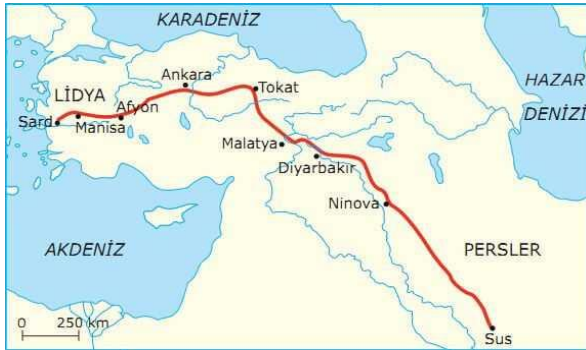 KARADENİZ
HAZAR
DENİZİ
LİDYA
Ankara
Tokat
Afyon
Sard
Manisa
Malatya
Diyarbakır
Ninova
AKDENİZ
PERSLER
Sus
0 250 km